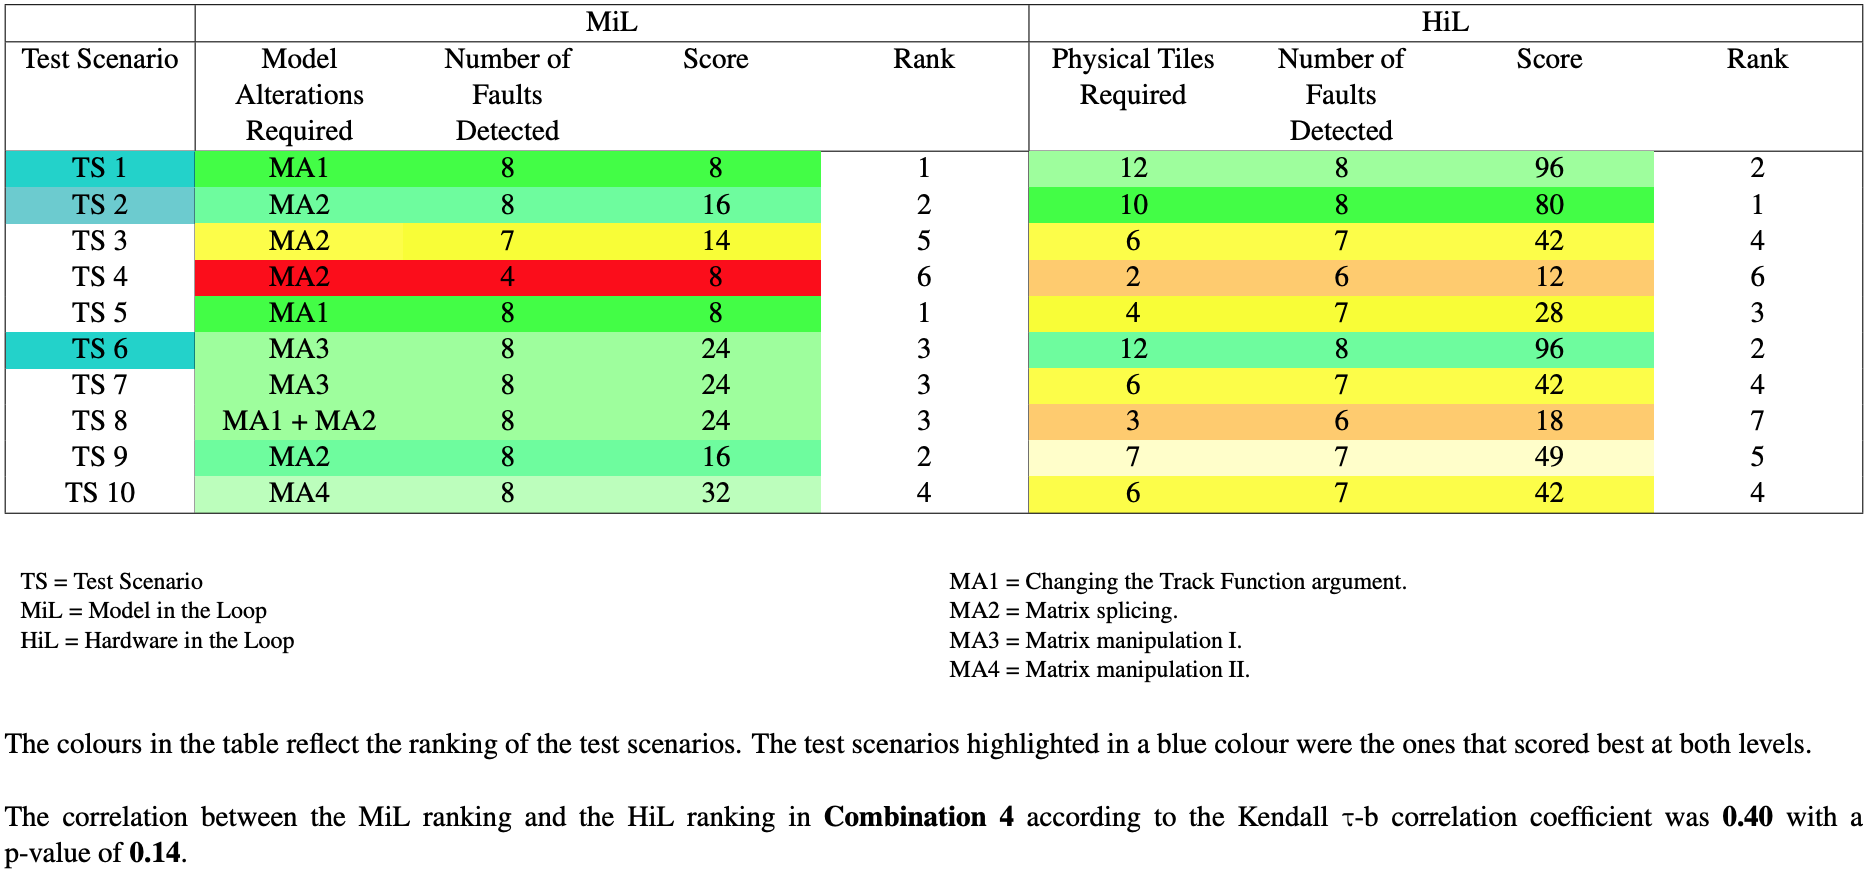 MiL HiL
Test Scenario Model Number of Score Rank Physical Tiles Number of Score Rank
Alterations Faults Required Faults
Required Detected Detected
TS 1 MA1 8 8 1 12 8 96 2
TS 2 MA2 8 16 2 10 8 80 1
TS 3 MA2 7 14 5 6 7 42 4
TS 4 MA2 4 8 6 2 6 12 6
TS 5 MA1 8 8 1 4 7 28 3
TS 6 MA3 8 24 3 12 8 96 2
TS 7 MA3 8 24 3 6 7 42 4
TS 8 MA1 + MA2 8 24 3 3 6 18 7
TS 9 MA2 8 16 2 7 7 49 5
TS 10 MA4 8 32 4 6 7 42 4
TS = Test Scenario
MiL = Model in the Loop
HiL = Hardware in the Loop
MA1 = Changing the Track Function argument.
MA2 = Matrix splicing.
MA3 = Matrix manipulation I.
MA4 = Matrix manipulation II.
The colours in the table reflect the ranking of the test scenarios. The test scenarios highlighted in a blue colour were the ones that scored best at both levels.
The correlation between the MiL ranking and the HiL ranking in Combination 4 according to the Kendall τ-b correlation coefficient was 0.40 with a
p-value of 0.14.